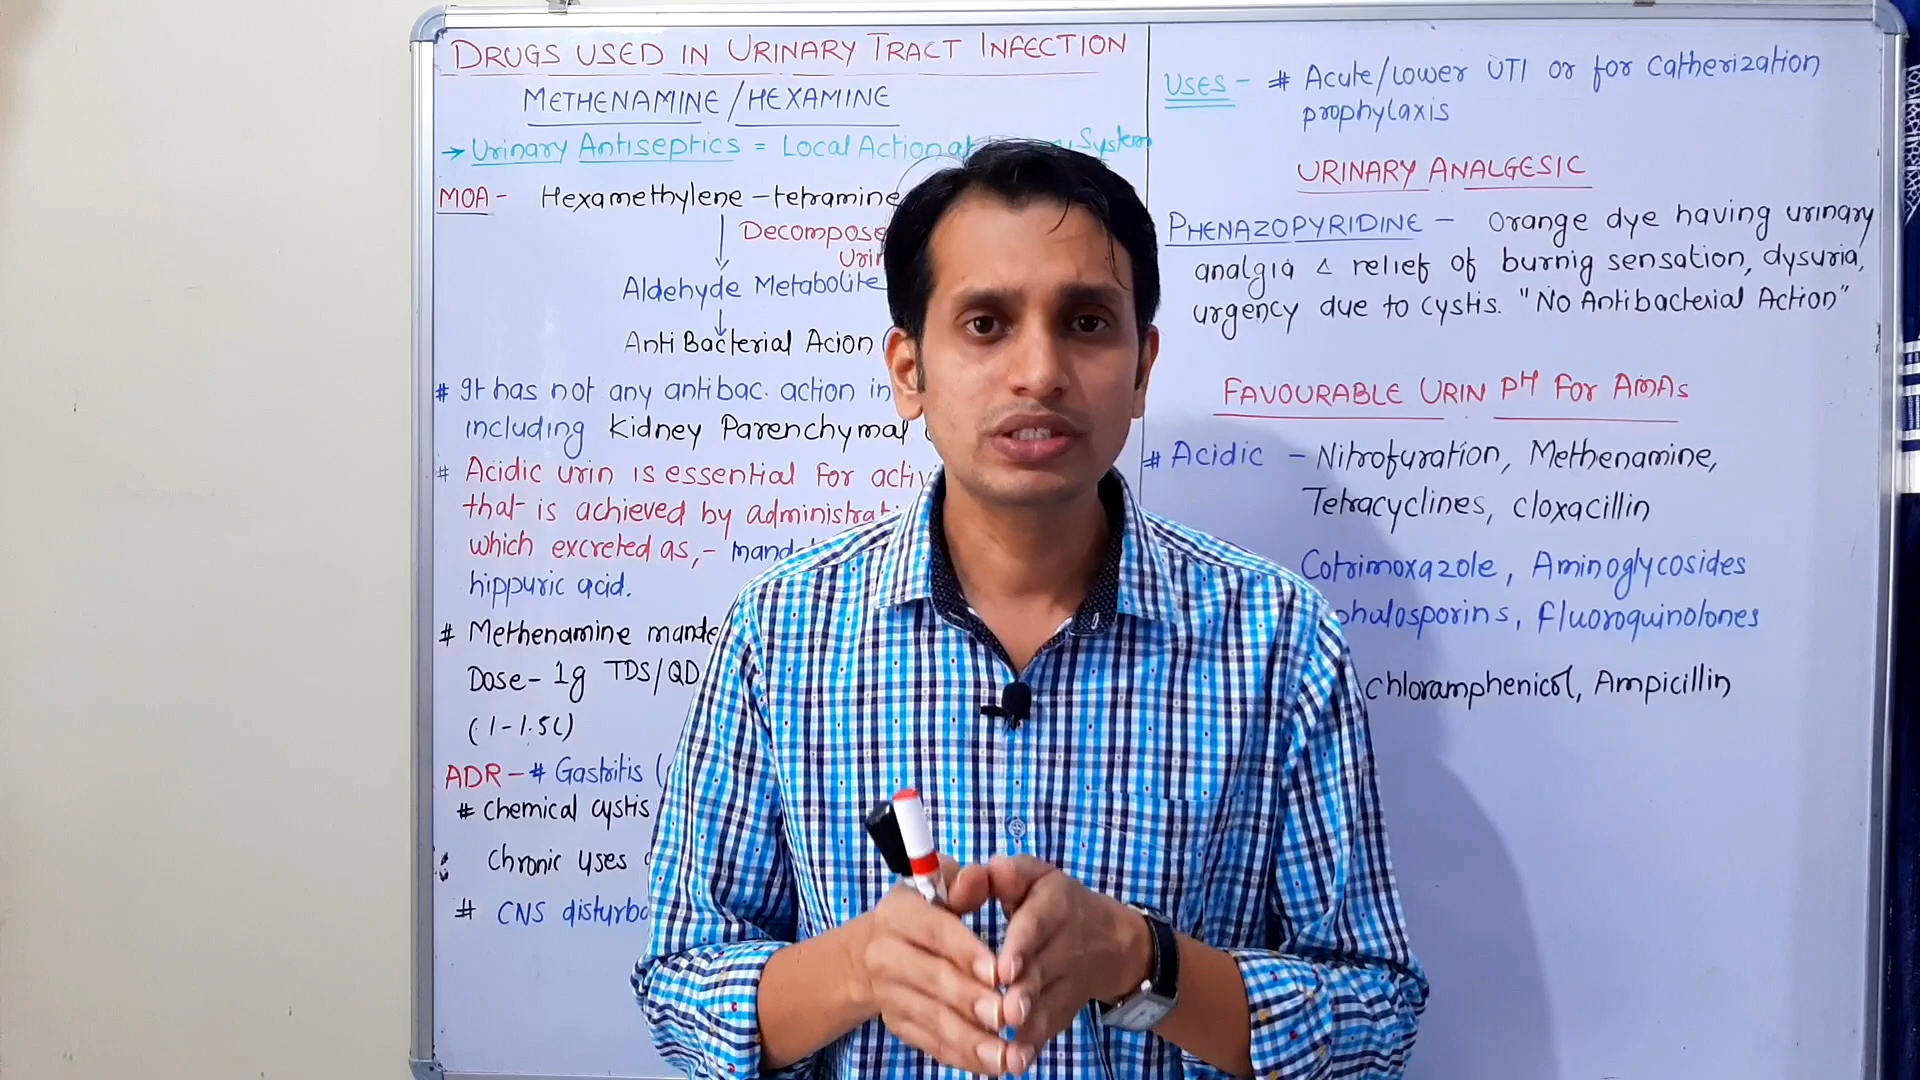 DRUGS USED IN URINARY TRACT INFECTION
METHENAMINE / HEXAMINE
→ Urinary Antiseptics = Local Action at System
MOA - Hexamethylene - tetramine
Decompose
Urin
Aldehyde Metabolite
Anti Bacterial Acion
# It has not any antibac. action in
including Kidney Parenchymal
# Acidic urin is essential for
that is achieved by
which excreted as, -
hippuric acid.
# Methenamine
Dose - 1g TDS/QD
(1-1.5L)
ADR - # Gastritis
# Chemical cystis
Chronic uses
# CNS
USES - # Acute/Lower UTI or for Catherization
prophylaxis
URINARY ANALGESIC
PHENAZOPYRIDINE - Orange dye having urinary
analgia & relief of burnig sensation, dysuria,
urgency due to cystis. "No Antibacterial Action"
FAVOURABLE URIN PH FOR AMAs
# Acidic - Nitrofuration, Methenamine,
Tetracyclines, Cloxacillin
Cotrimoxazole, Aminoglycosides
phalosporins, Fluoroquinolones
Chloramphenicol, Ampicillin